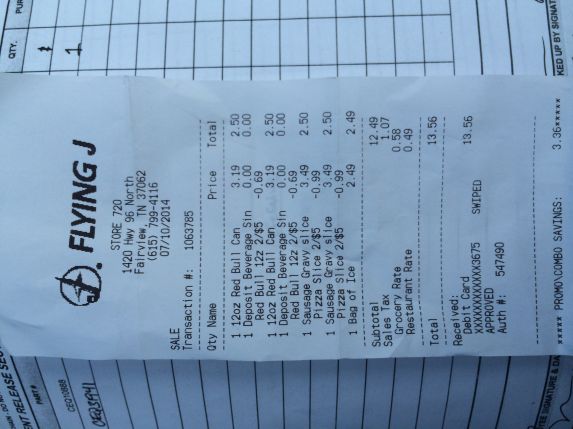 FLYING J
STORE 720
1420 Hwy 96 North
Fairview, TN 37062
(615) 799-4116
07/10/2014
SALE
Transaction #: 1063785
Qty Name Price Total
1 12oz Red Bull Can 3.19 2.50
1 Deposit Beverage Sin 0.00 0.00
Red Bull 12z 2/$5 -0.69
1 12oz Red Bull Can 3.19 2.50
1 Deposit Beverage Sin 0.00 0.00
Red Bull 12z 2/$5 -0.69
1 Sausage Gravy slice 3.49 2.50
Pizza Slice 2/$5 -0.99
1 Sausage Gravy slice 3.49 2.50
Pizza Slice 2/$5 -0.99
1 Bag of Ice 2.49 2.49
Subtotal 12.49
Sales Tax 1.07
Grocery Rate 0.58
Restaurant Rate 0.49
Total 13.56
Received:
Debit Card 13.56
XXXXXXXXXXXX3675 SWIPED
APPROVED
Auth #: 547490
***** PROMO\COMBO SAVINGS: 3.36*****
QTY.
1
1
PART#
CEQ10868